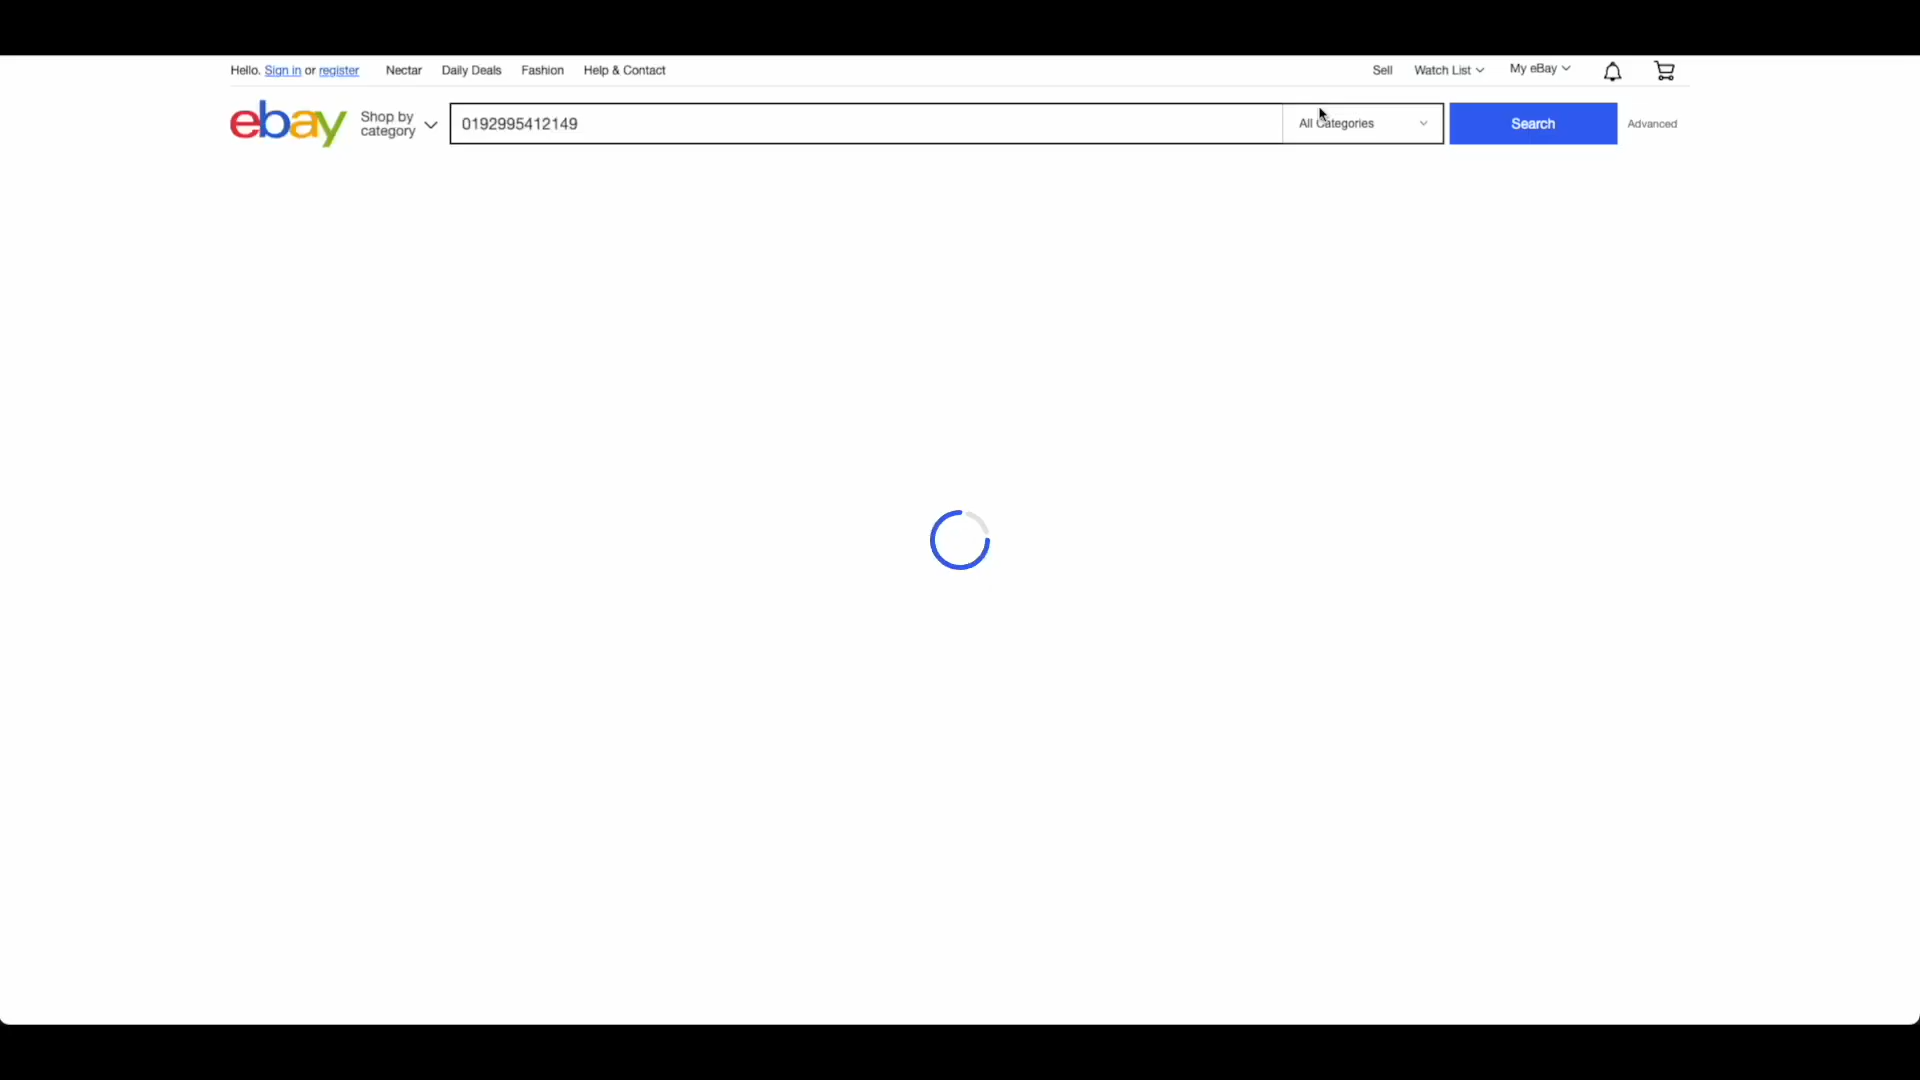 Hello. Sign in or register Nectar Daily Deals Fashion Help & Contact Sell Watch List My eBay
ebay Shop by category 0192995412149 All Categories Search Advanced